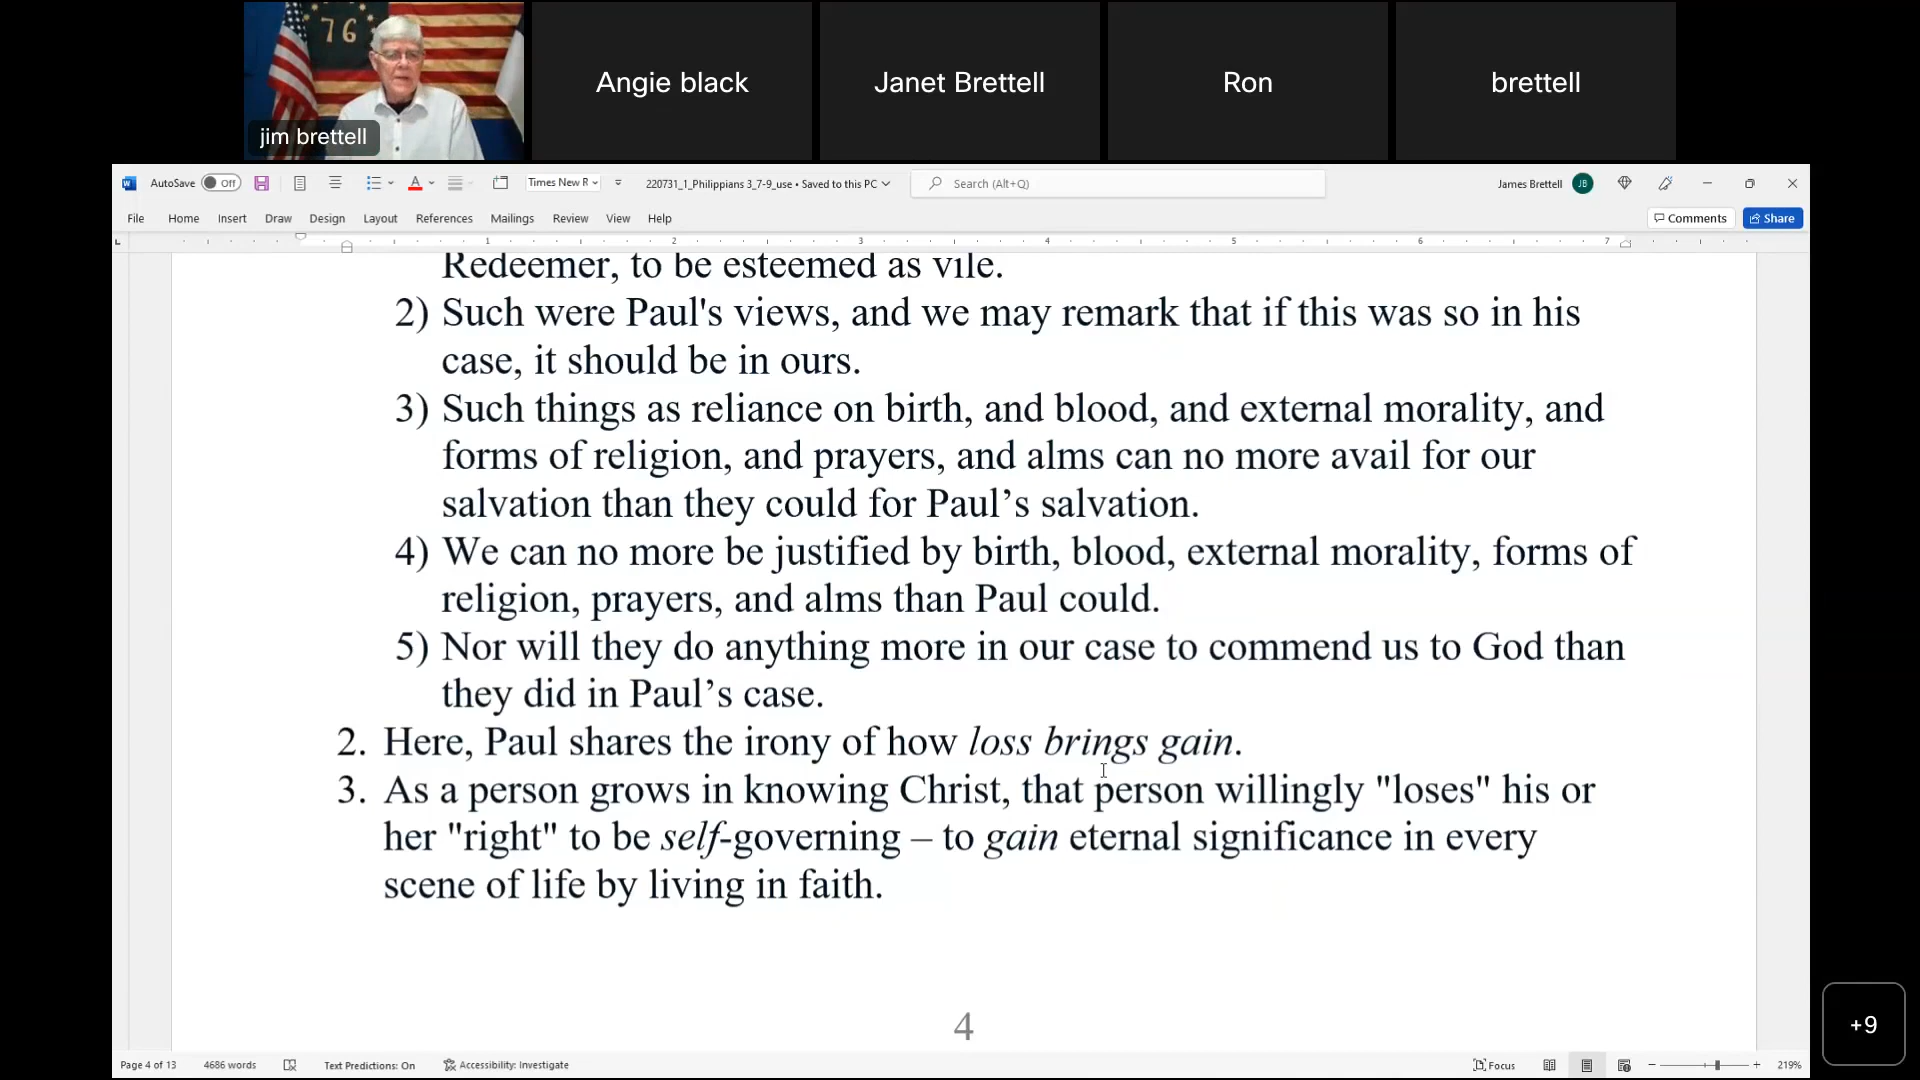 76
jim brettell
Angie black
Janet Brettell
Ron
brettell
AutoSave Off Times New R 220731_1_Philippians 3_7-9_use • Saved to this PC Search (Alt+Q) James Brettell JB
File Home Insert Draw Design Layout References Mailings Review View Help Comments Share
1 2 3 4 5 6 7
Redeemer, to be esteemed as vile.
2) Such were Paul's views, and we may remark that if this was so in his
case, it should be in ours.
3) Such things as reliance on birth, and blood, and external morality, and
forms of religion, and prayers, and alms can no more avail for our
salvation than they could for Paul’s salvation.
4) We can no more be justified by birth, blood, external morality, forms of
religion, prayers, and alms than Paul could.
5) Nor will they do anything more in our case to commend us to God than
they did in Paul’s case.
2. Here, Paul shares the irony of how loss brings gain.
3. As a person grows in knowing Christ, that person willingly "loses" his or
her "right" to be self-governing – to gain eternal significance in every
scene of life by living in faith.
4
+9
Page 4 of 13 4686 words Text Predictions: On Accessibility: Investigate Focus 219%